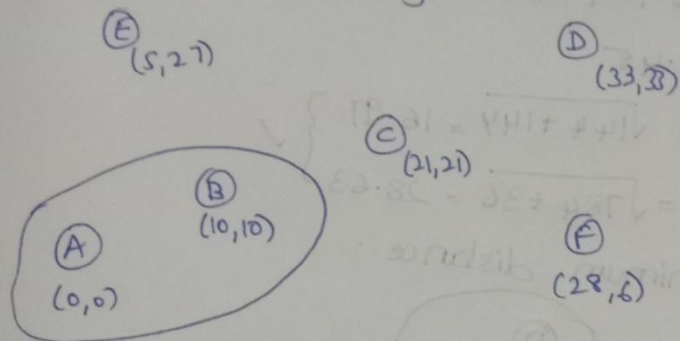 E
(5,27)
D
(33,33)
C
(21,21)
B
(10,10)
A
(0,0)
F
(28,6)